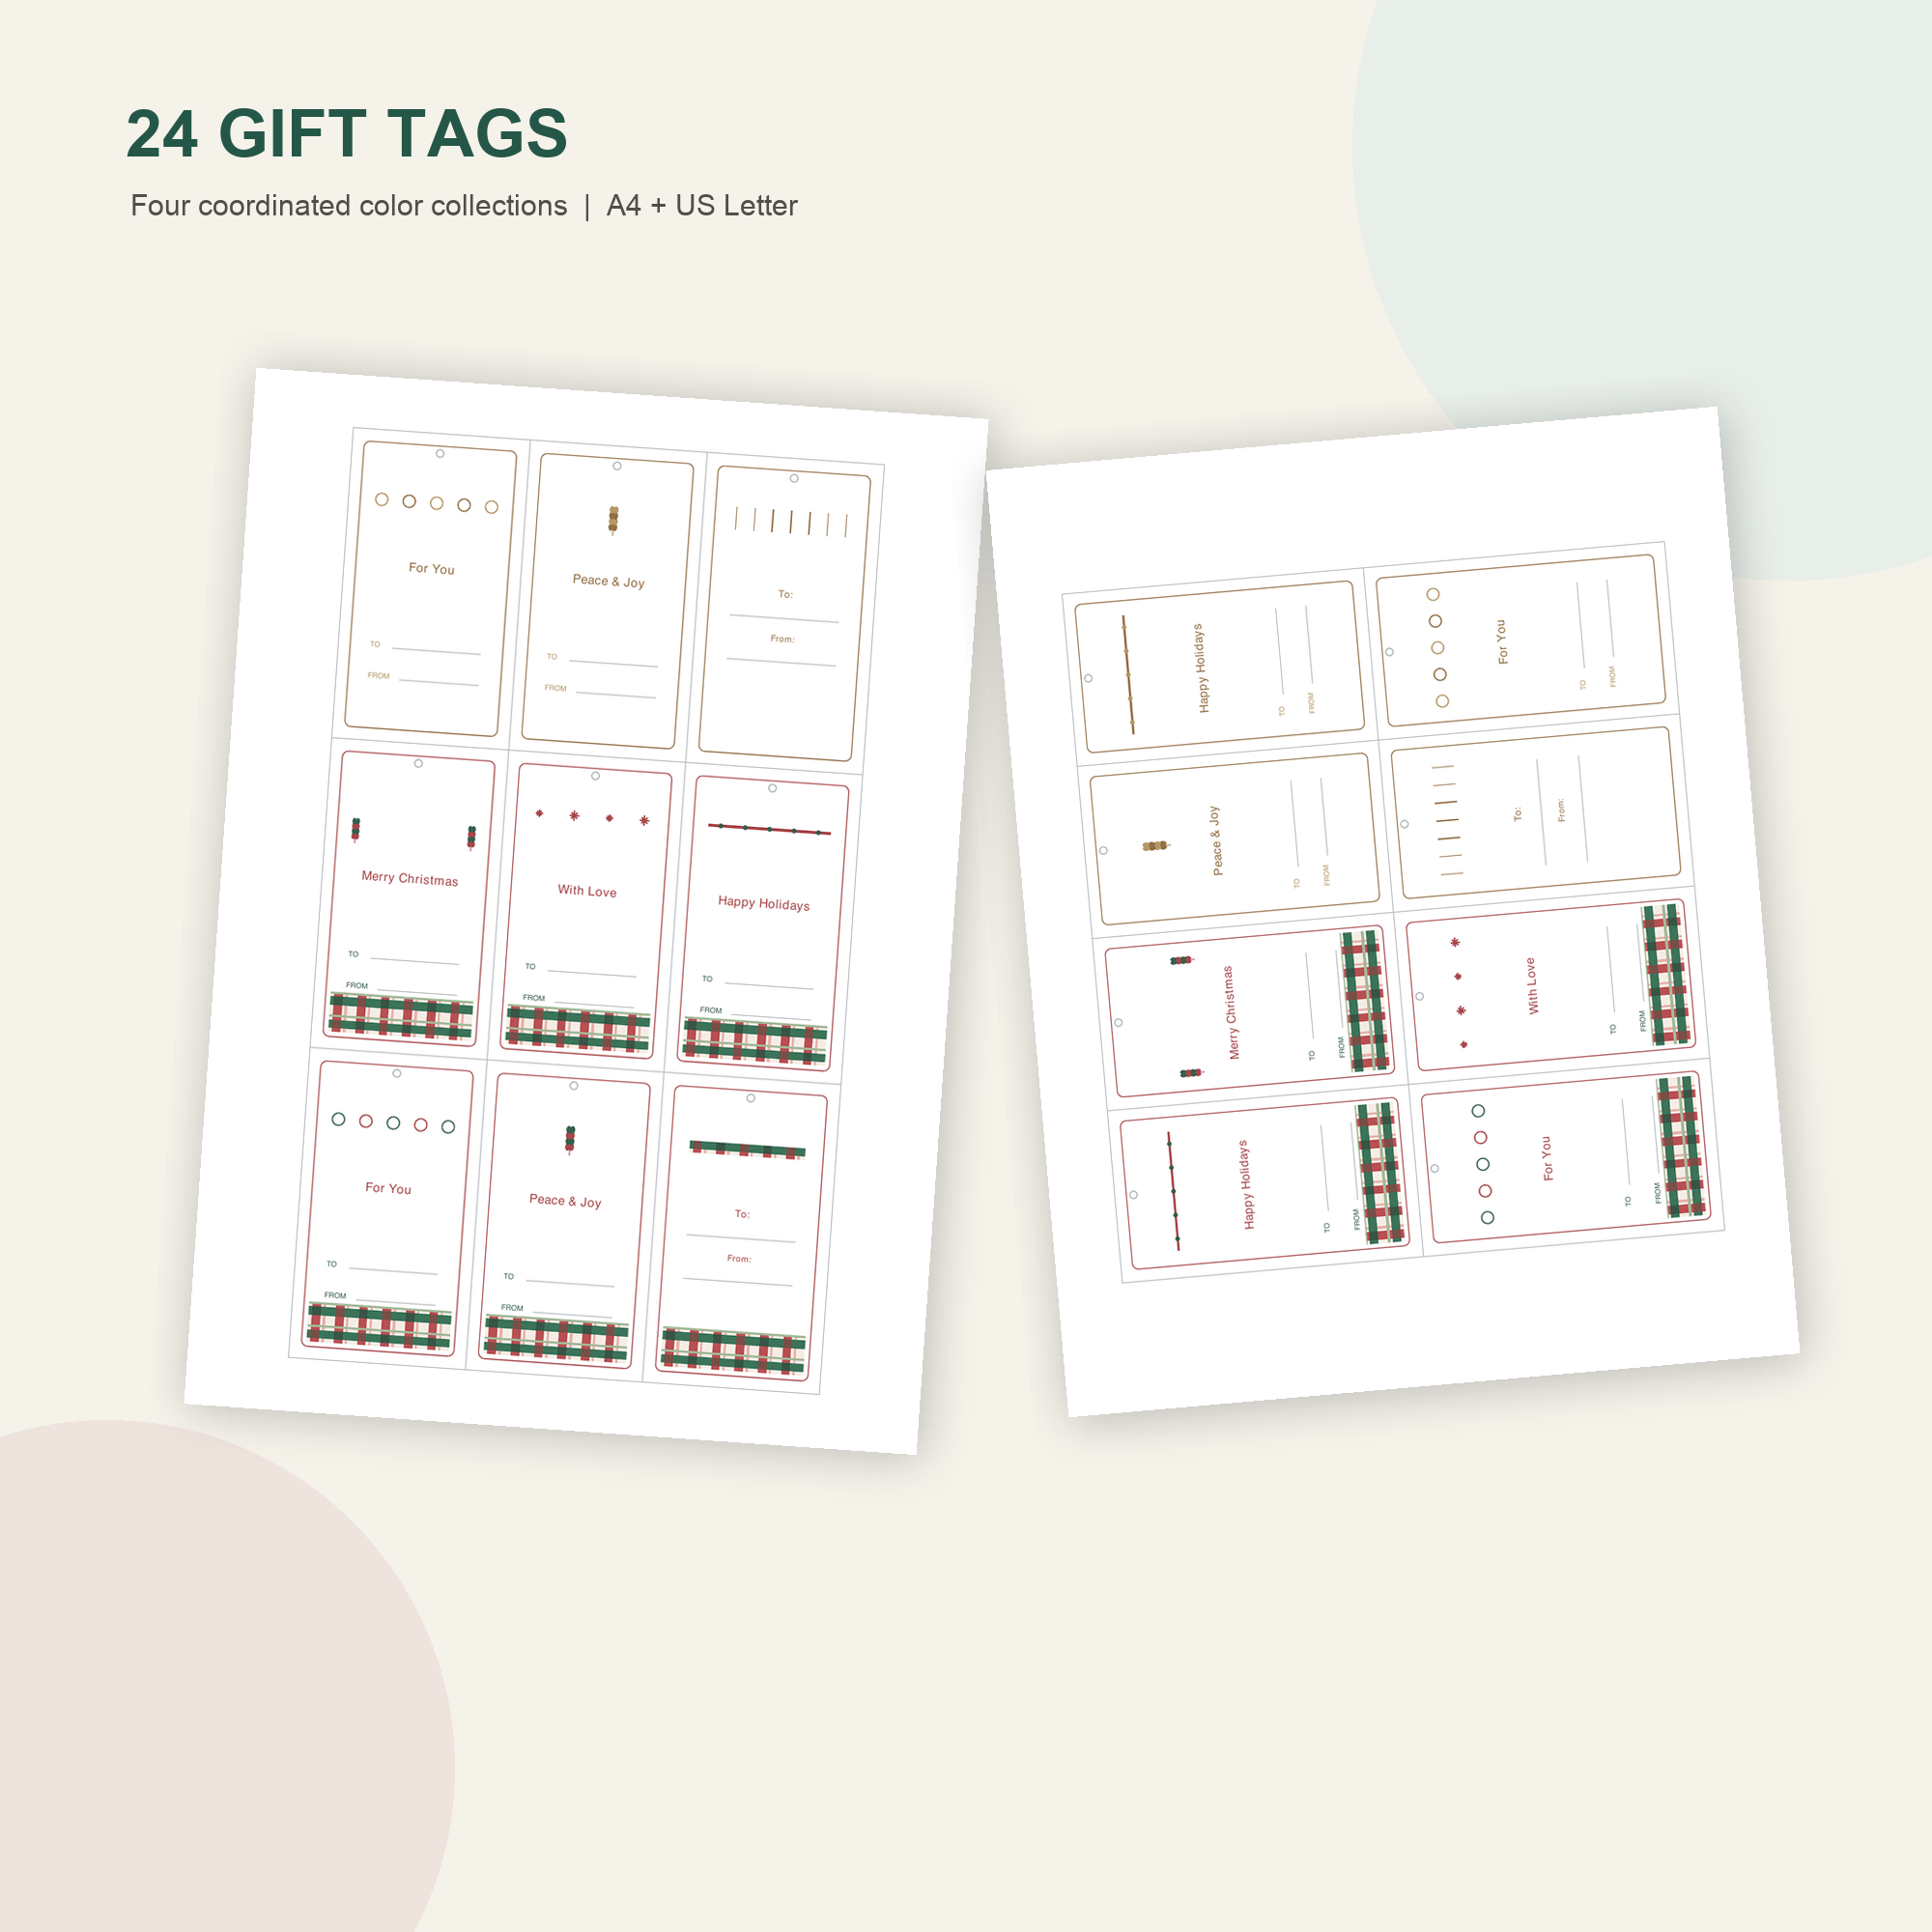 24 GIFT TAGS
Four coordinated color collections | A4 + US Letter
For You
TO
FROM
Peace & Joy
TO
FROM
To:
From:
Merry Christmas
TO
FROM
With Love
TO
FROM
Happy Holidays
TO
FROM
For You
TO
FROM
Peace & Joy
TO
FROM
To:
From:
Happy Holidays
TO
FROM
For You
TO
FROM
Peace & Joy
TO
FROM
To:
From:
Merry Christmas
TO
FROM
With Love
TO
FROM
Happy Holidays
TO
FROM
For You
TO
FROM